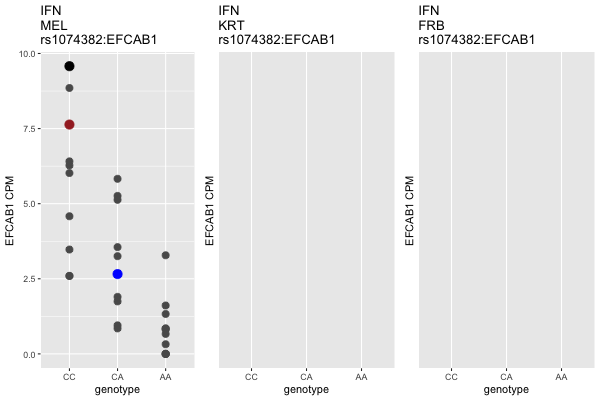 IFN
MEL
rs1074382:EFCAB1
IFN
KRT
rs1074382:EFCAB1
IFN
FRB
rs1074382:EFCAB1
EFCAB1 CPM
10.0
7.5
5.0
2.5
0.0
CC CA AA
genotype
EFCAB1 CPM
CC CA AA
genotype
EFCAB1 CPM
CC CA AA
genotype